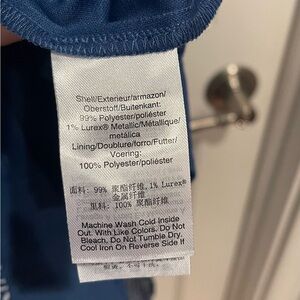 Shell/Exterieur/armazon/
Oberstoff/Buitenkant:
99% Polyester/poliéster
1% Lurex® Metallic/Métallique/
metálica
Lining/Doublure/forro/Futter/
Voering:
100% Polyester/poliéster
面料: 99% 聚酯纤维, 1% Lurex®
金属纤维
里料: 100% 聚酯纤维
Machine Wash Cold Inside
Out. With Like Colors. Do Not
Bleach. Do Not Tumble Dry.
Cool Iron On Reverse Side If